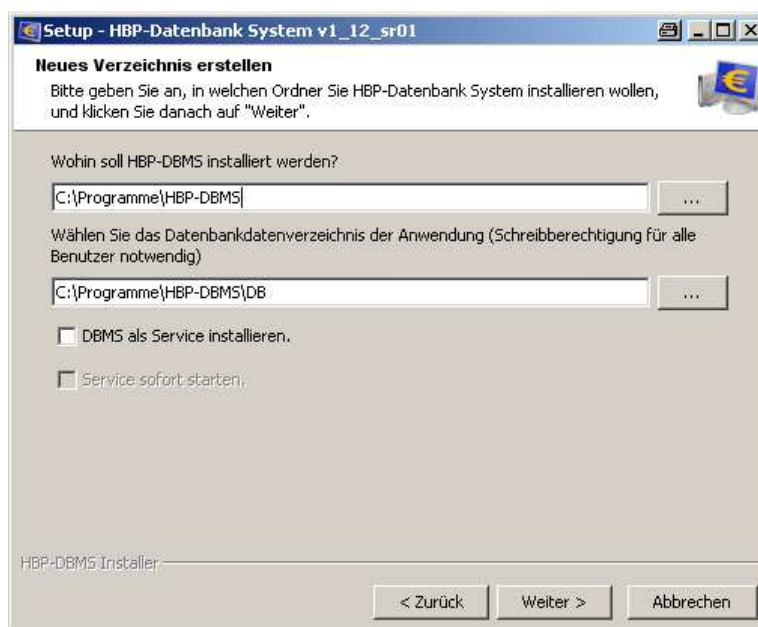 Setup - HBP-Datenbank System v1_12_sr01
Neues Verzeichnis erstellen
Bitte geben Sie an, in welchen Ordner Sie HBP-Datenbank System installieren wollen,
und klicken Sie danach auf "Weiter".
€
Wohin soll HBP-DBMS installiert werden?
C:\Programme\HBP-DBMS
...
Wählen Sie das Datenbankdatenverzeichnis der Anwendung (Schreibberechtigung für alle
Benutzer notwendig)
C:\Programme\HBP-DBMS\DB
...
DBMS als Service installieren.
Service sofort starten.
HBP-DBMS Installer
< Zurück
Weiter >
Abbrechen